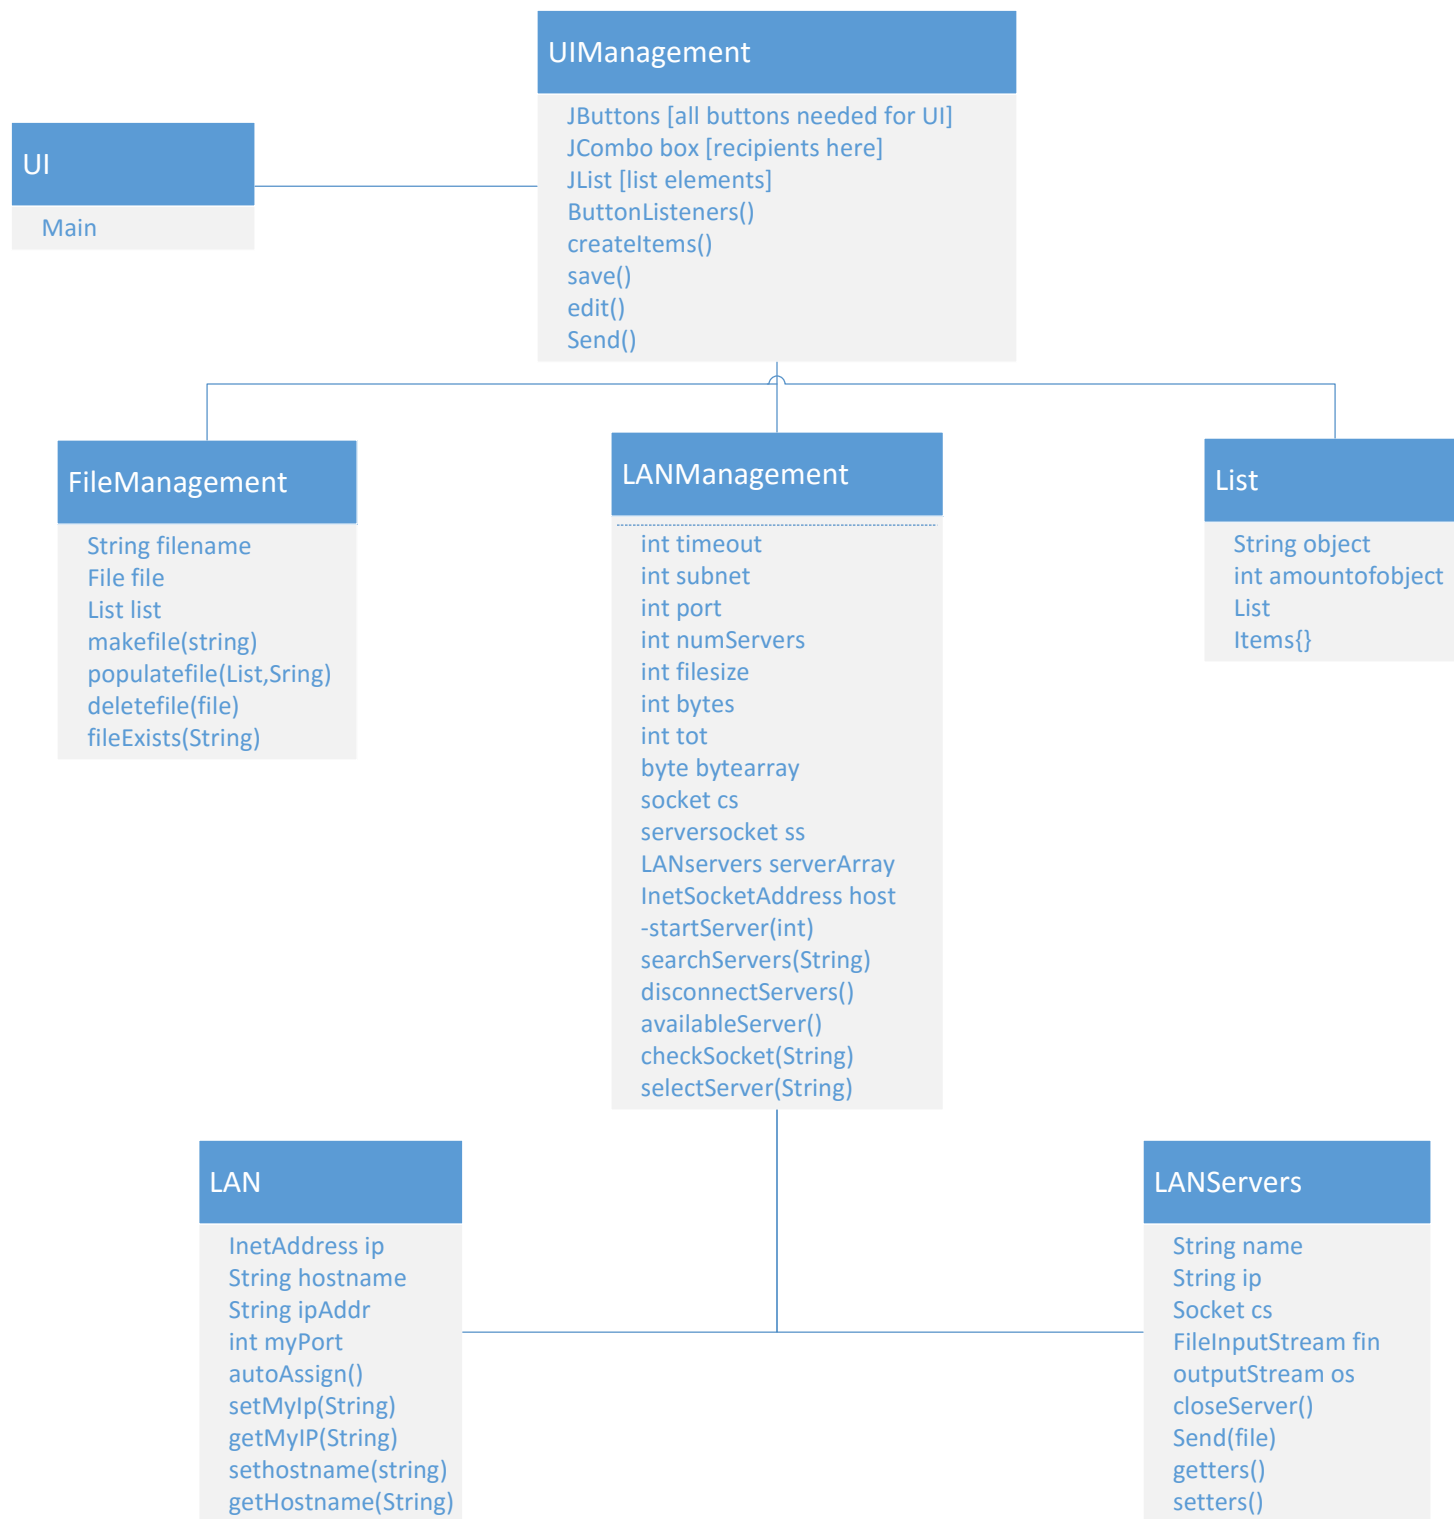 UIManagement
JButtons [all buttons needed for UI]
JCombo box [recipients here]
JList [list elements]
ButtonListeners()
createItems()
save()
edit()
Send()
UI
Main
FileManagement
String filename
File file
List list
makefile(string)
populatefile(List,Sring)
deletefile(file)
fileExists(String)
LANManagement
int timeout
int subnet
int port
int numServers
int filesize
int bytes
int tot
byte bytearray
socket cs
serversocket ss
LANservers serverArray
InetSocketAddress host
-startServer(int)
searchServers(String)
disconnectServers()
availableServer()
checkSocket(String)
selectServer(String)
List
String object
int amountofobject
List
Items{}
LAN
InetAddress ip
String hostname
String ipAddr
int myPort
autoAssign()
setMyIp(String)
getMyIP(String)
sethostname(string)
getHostname(String)
LANServers
String name
String ip
Socket cs
FileInputStream fin
outputStream os
closeServer()
Send(file)
getters()
setters()